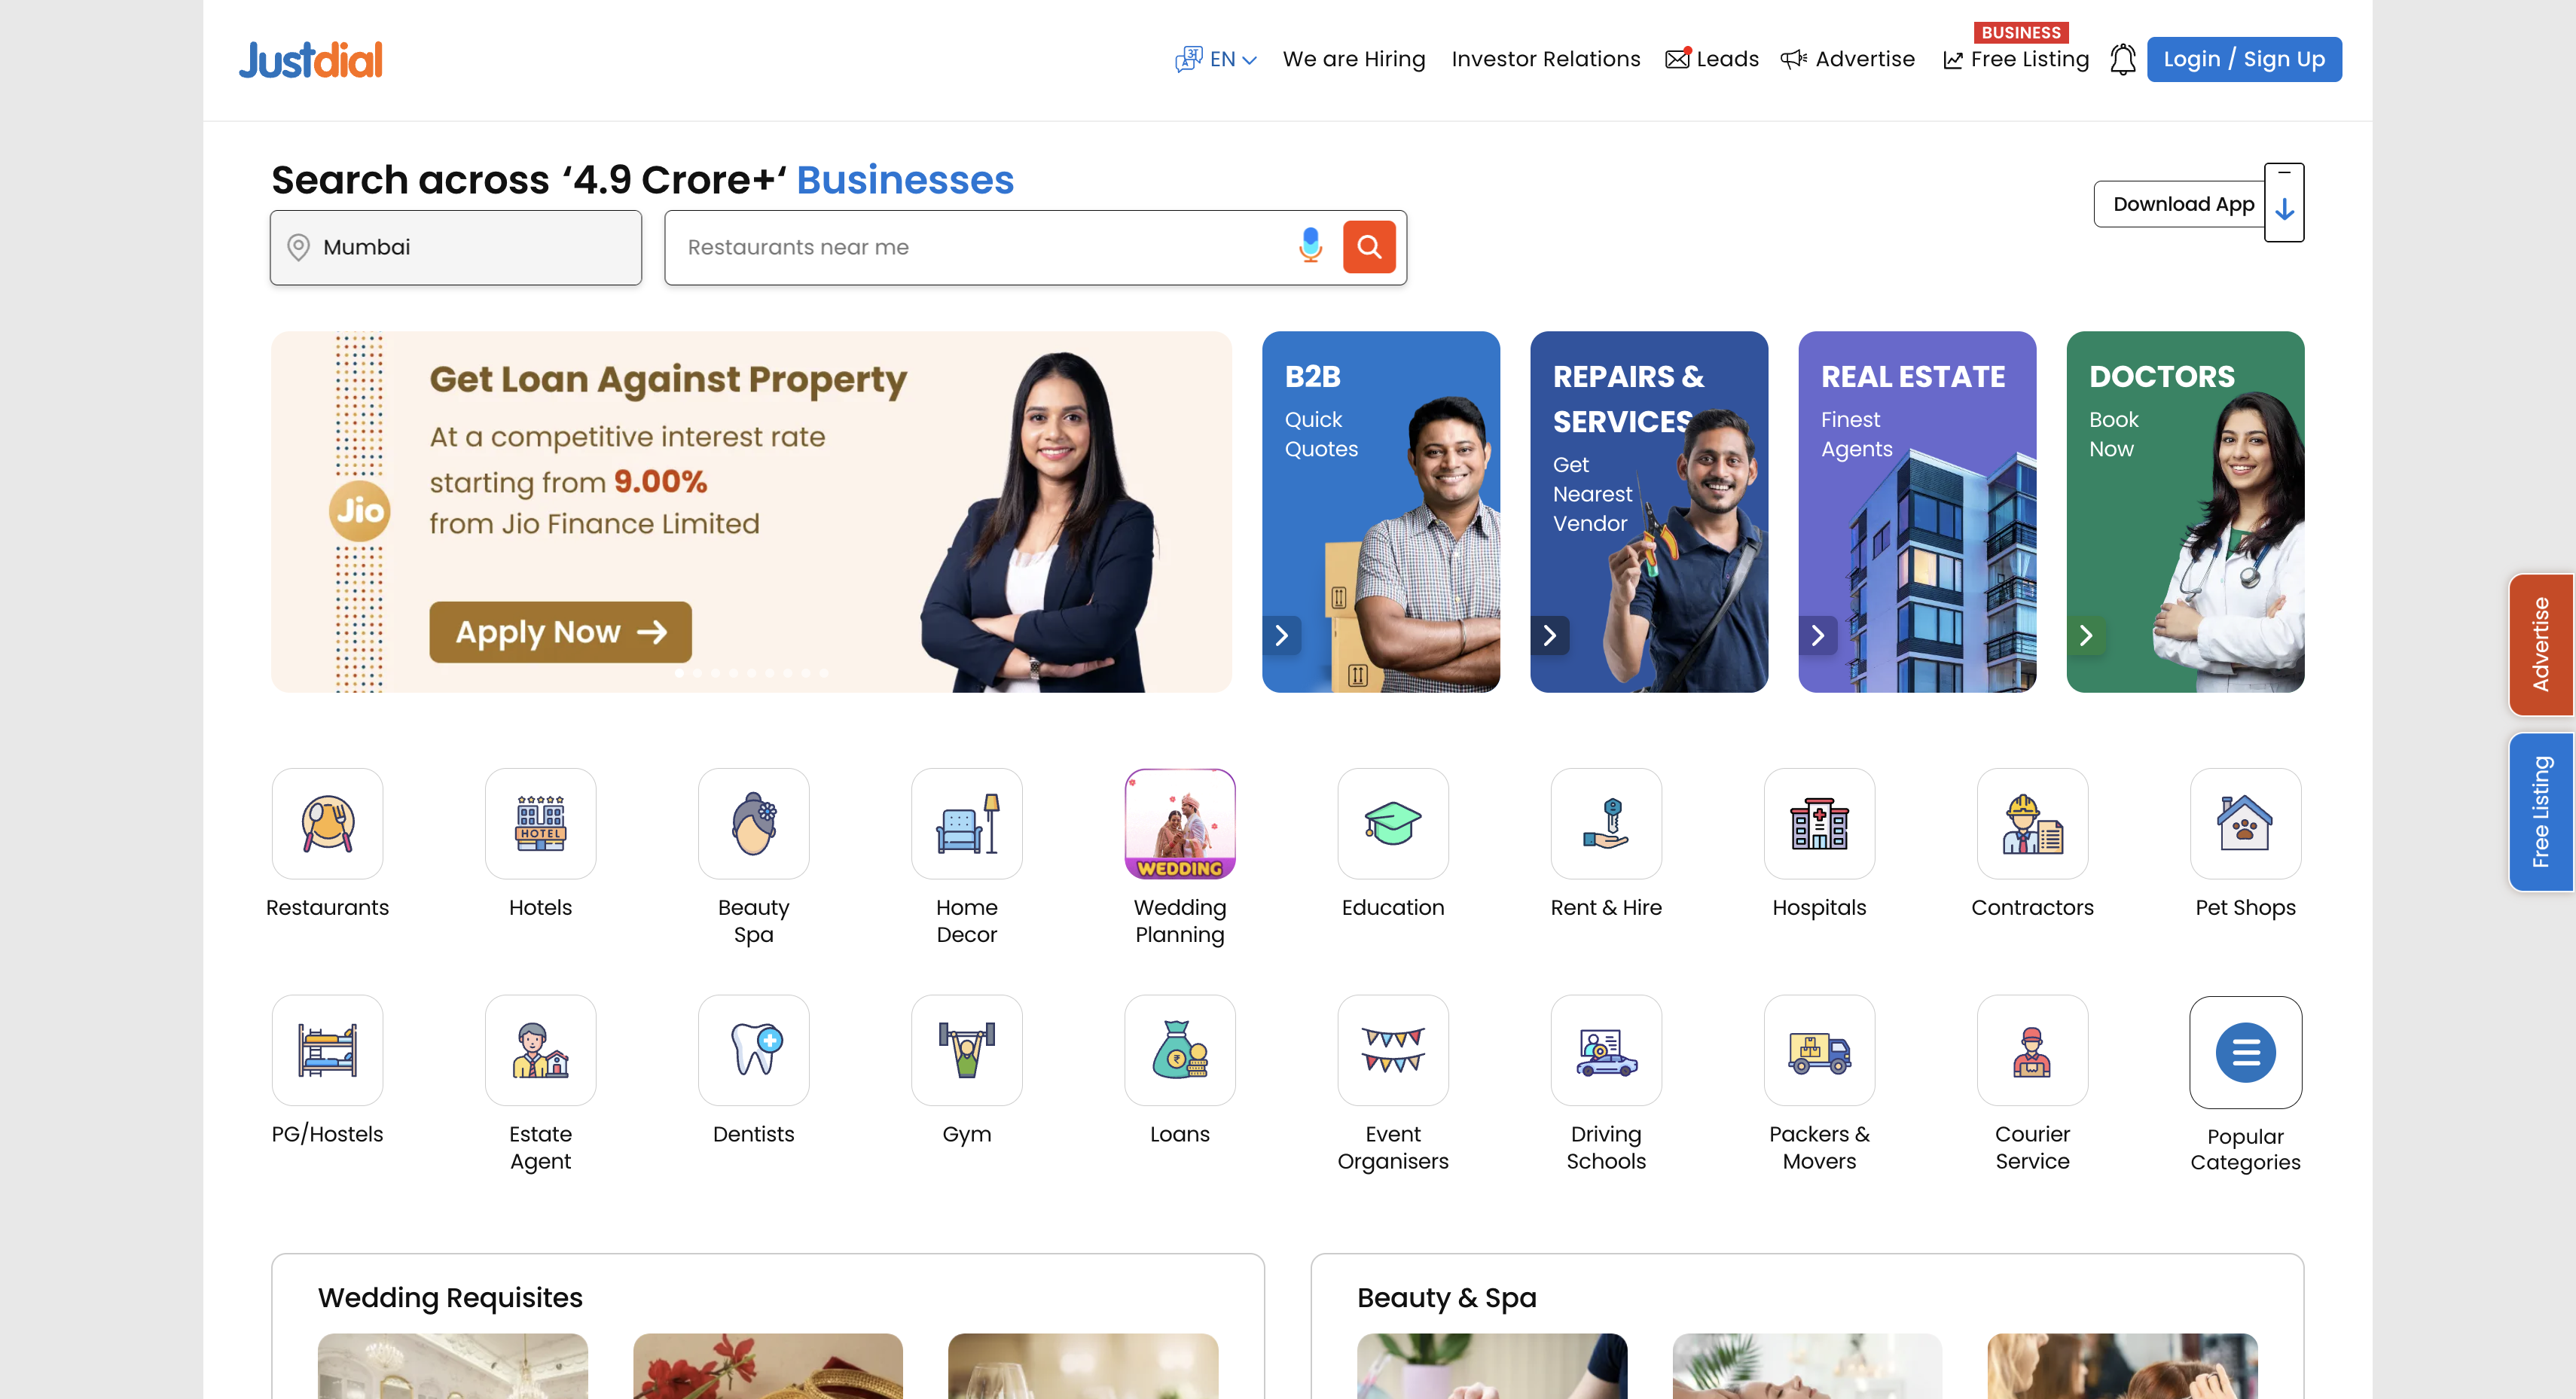 Justdial
EN
We are Hiring
Investor Relations
Leads
Advertise
BUSINESS
Free Listing
Login / Sign Up
Search across ‘4.9 Crore+‘ Businesses
Download App
Mumbai
Restaurants near me
Get Loan Against Property
At a competitive interest rate
starting from 9.00%
from Jio Finance Limited
Jio
Apply Now
B2B
Quick
Quotes
REPAIRS &
SERVICES
Get
Nearest
Vendor
REAL ESTATE
Finest
Agents
DOCTORS
Book
Now
Advertise
Free Listing
HOTEL
WEDDING
Restaurants
Hotels
Beauty
Spa
Home
Decor
Wedding
Planning
Education
Rent & Hire
Hospitals
Contractors
Pet Shops
PG/Hostels
Estate
Agent
Dentists
Gym
Loans
Event
Organisers
Driving
Schools
Packers &
Movers
Courier
Service
Popular
Categories
Wedding Requisites
Beauty & Spa